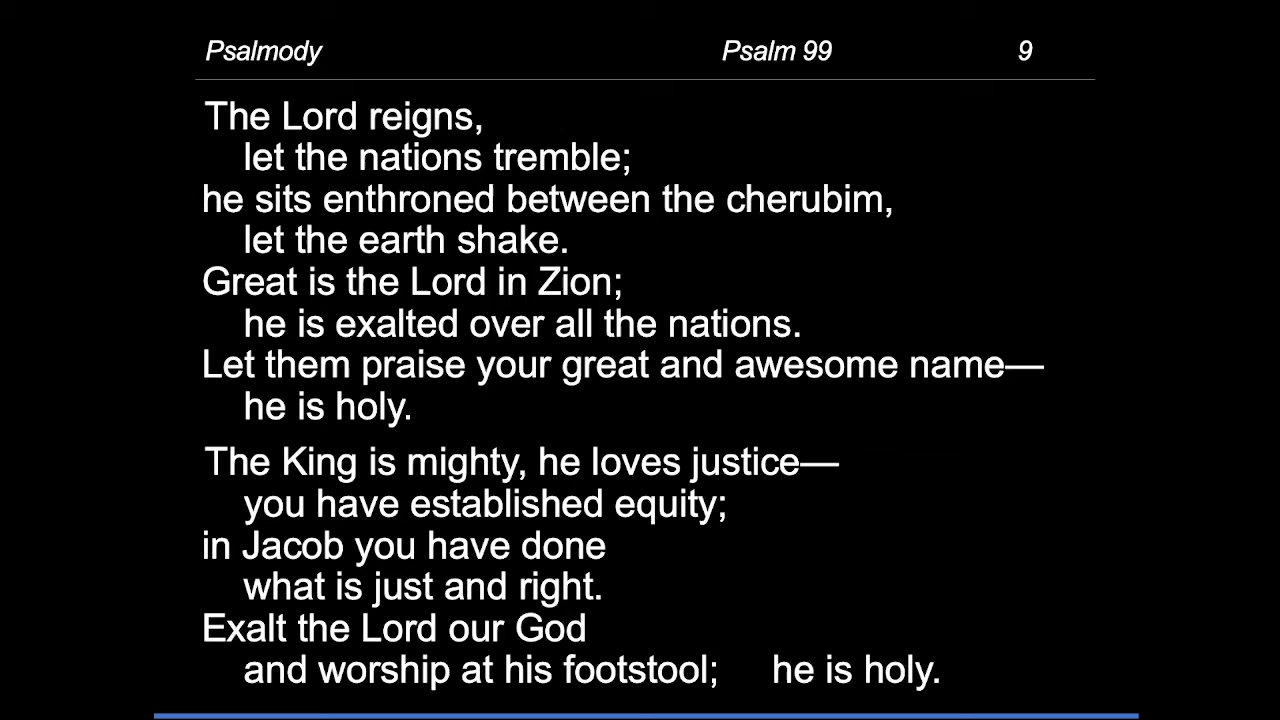 Psalmody Psalm 99 9
The Lord reigns,
let the nations tremble;
he sits enthroned between the cherubim,
let the earth shake.
Great is the Lord in Zion;
he is exalted over all the nations.
Let them praise your great and awesome name—
he is holy.
The King is mighty, he loves justice—
you have established equity;
in Jacob you have done
what is just and right.
Exalt the Lord our God
and worship at his footstool; he is holy.